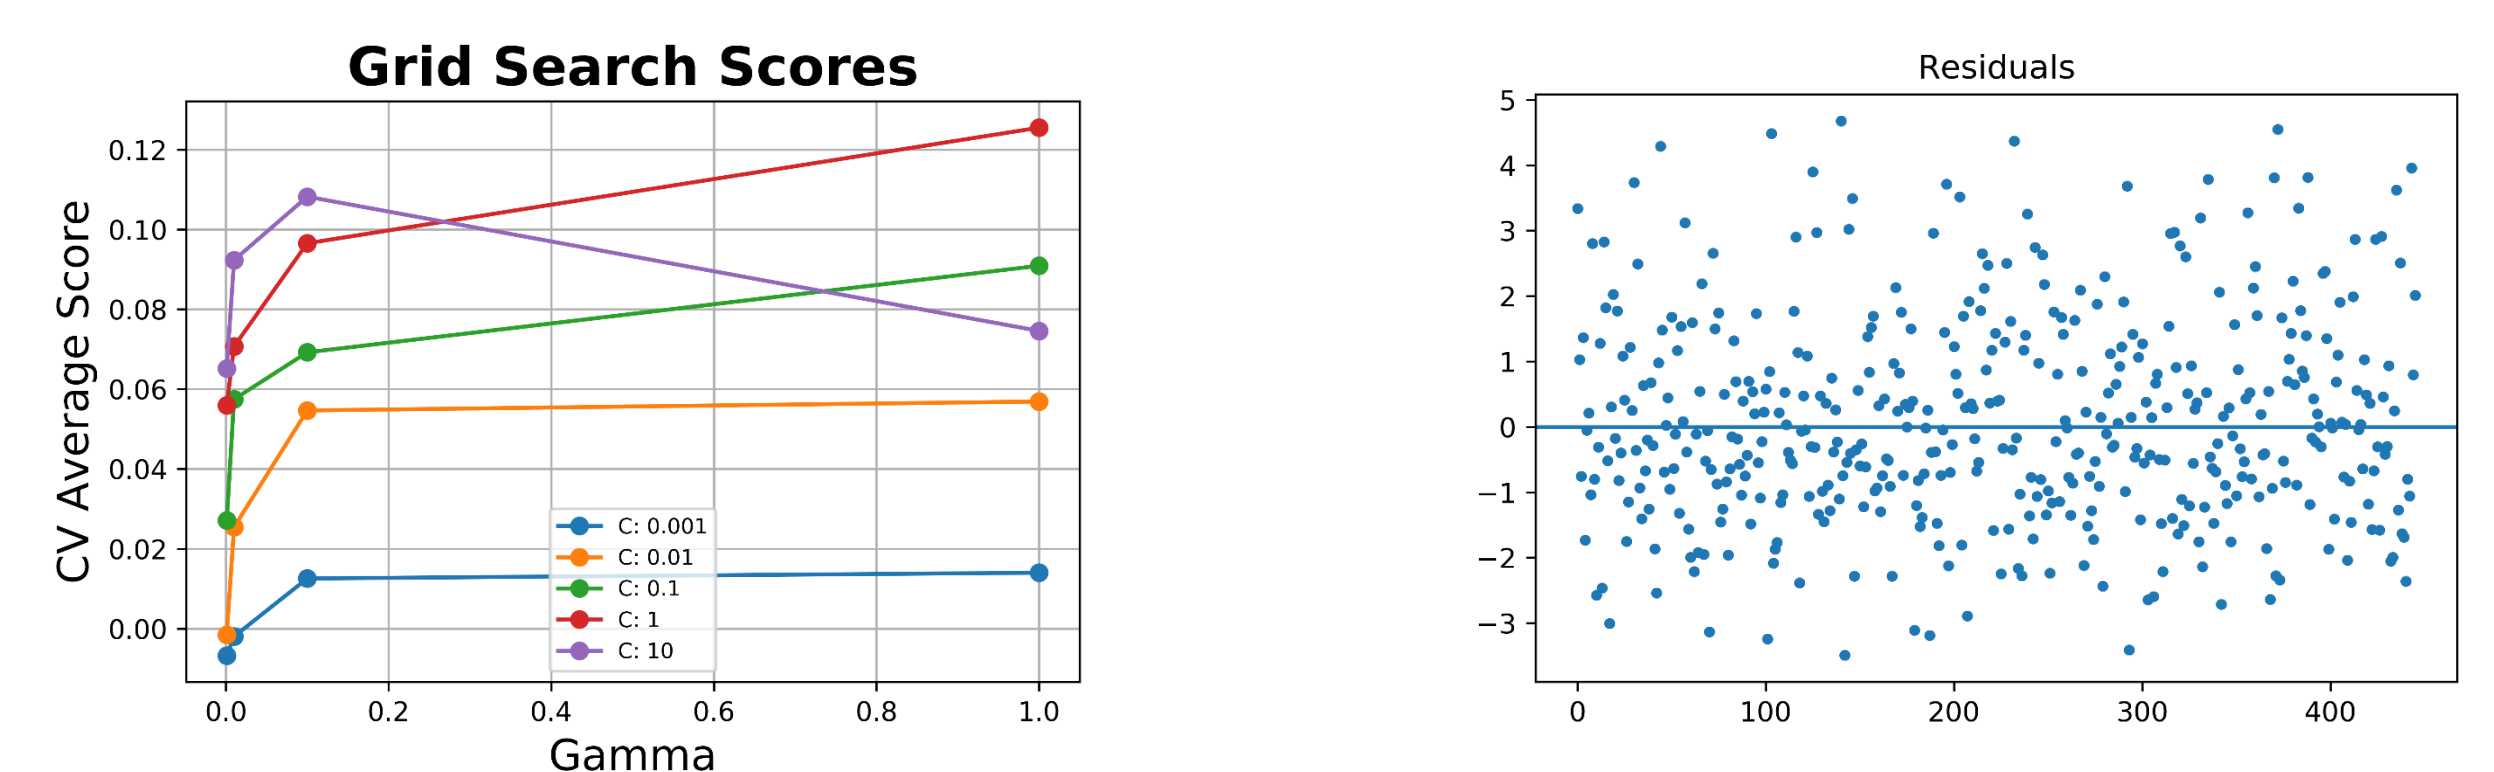 Grid Search Scores
CV Average Score
0.12
0.10
0.08
0.06
0.04
0.02
0.00
C: 0.001
C: 0.01
C: 0.1
C: 1
C: 10
0.0 0.2 0.4 0.6 0.8 1.0
Gamma
Residuals
5
4
3
2
1
0
−1
−2
−3
0 100 200 300 400